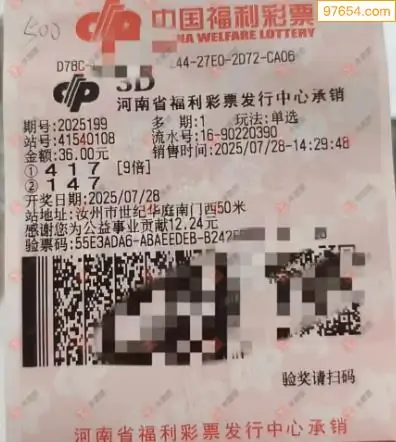 97654.com
500
中国福利彩票
CHINA WELFARE LOTTERY
D78C- 44-27E0-2D72-CA06
3D
河南省福利彩票发行中心承销
期号:2025199 多 期:1 玩法:单选
站号:41540108 流水号:16-90220390
金额:36.00元 销售时间:2025/07/28-14:29:48
① 4 1 7 [9倍]
② 1 4 7
开奖日期:2025/07/28
站地址:汝州市世纪华庭南门西50米
感谢您为公益事业贡献12.24元
验票码:55E3ADA6-ABAEEDEB-B242
验奖请扫码
河南省福利彩票发行中心承销